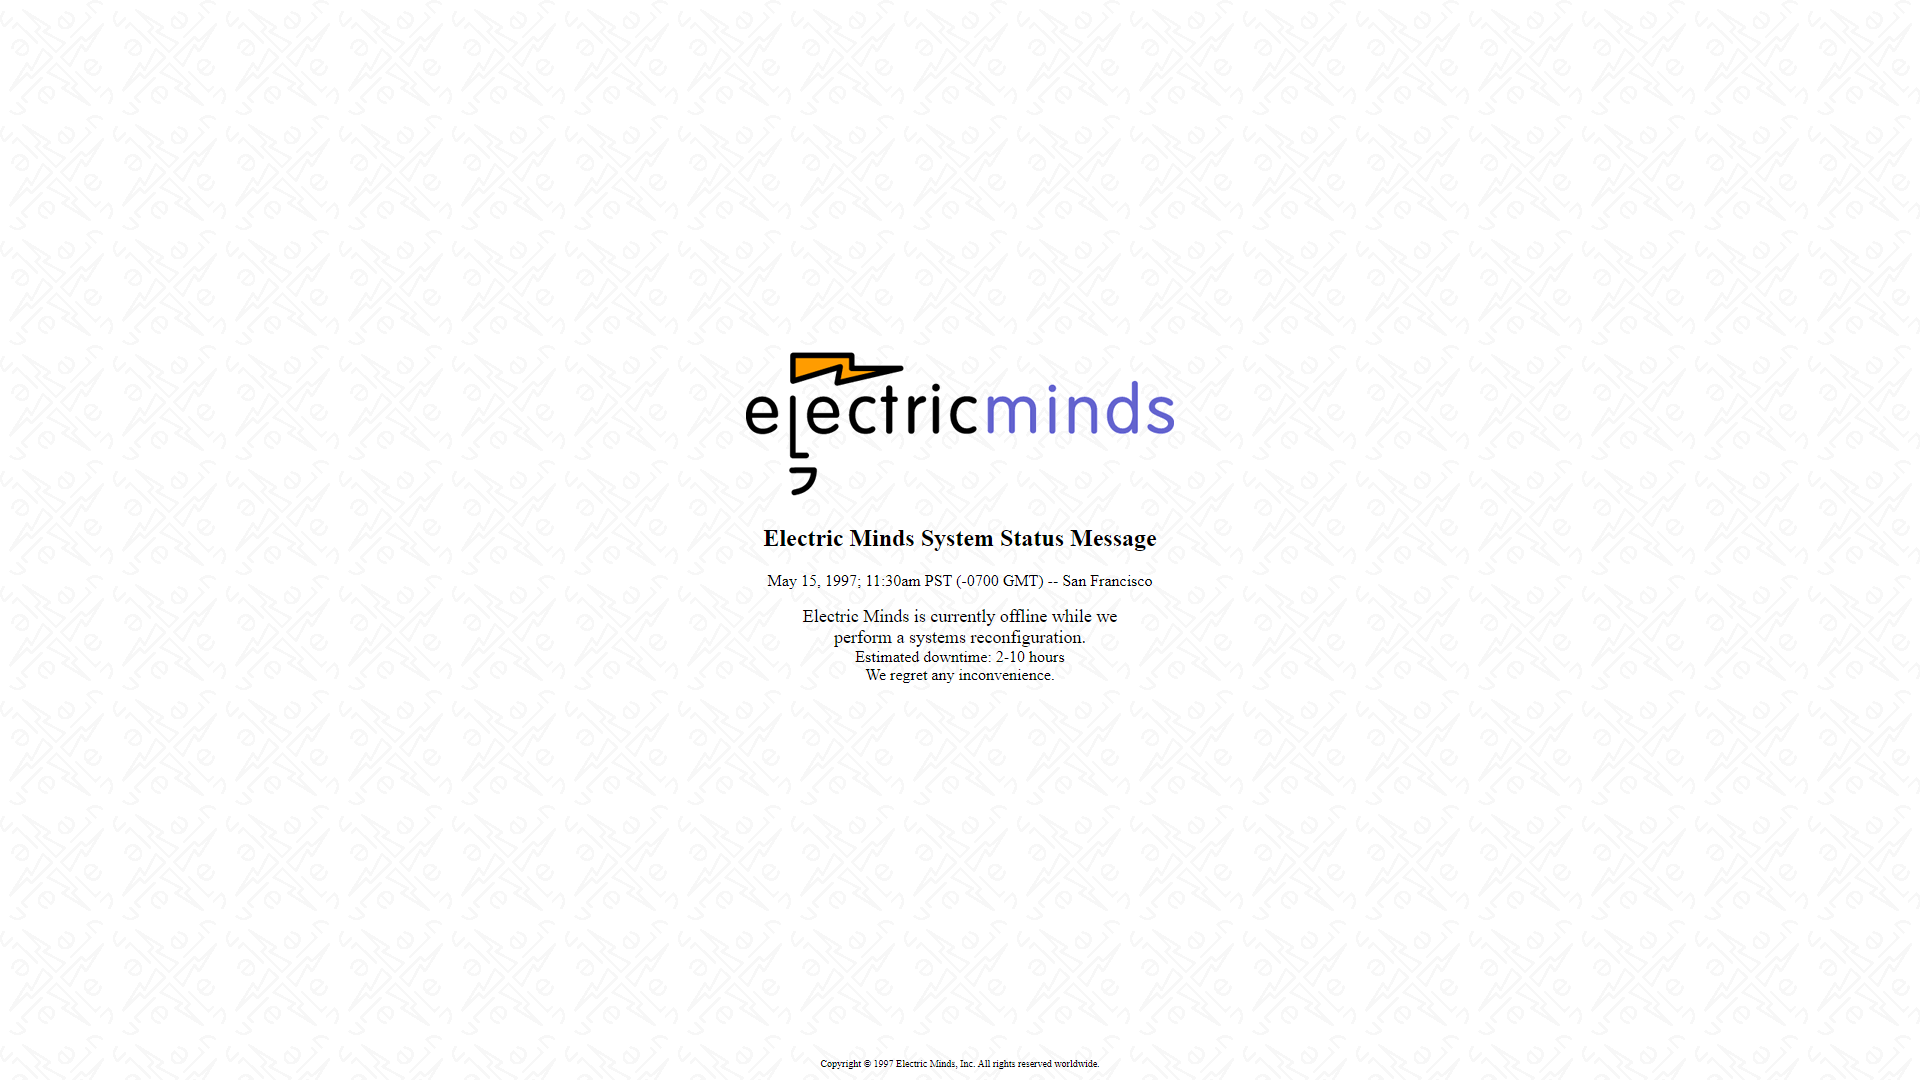 electricminds
Electric Minds System Status Message
May 15, 1997; 11:30am PST (-0700 GMT) -- San Francisco
Electric Minds is currently offline while we
perform a systems reconfiguration.
Estimated downtime: 2-10 hours
We regret any inconvenience.
Copyright © 1997 Electric Minds, Inc. All rights reserved worldwide.